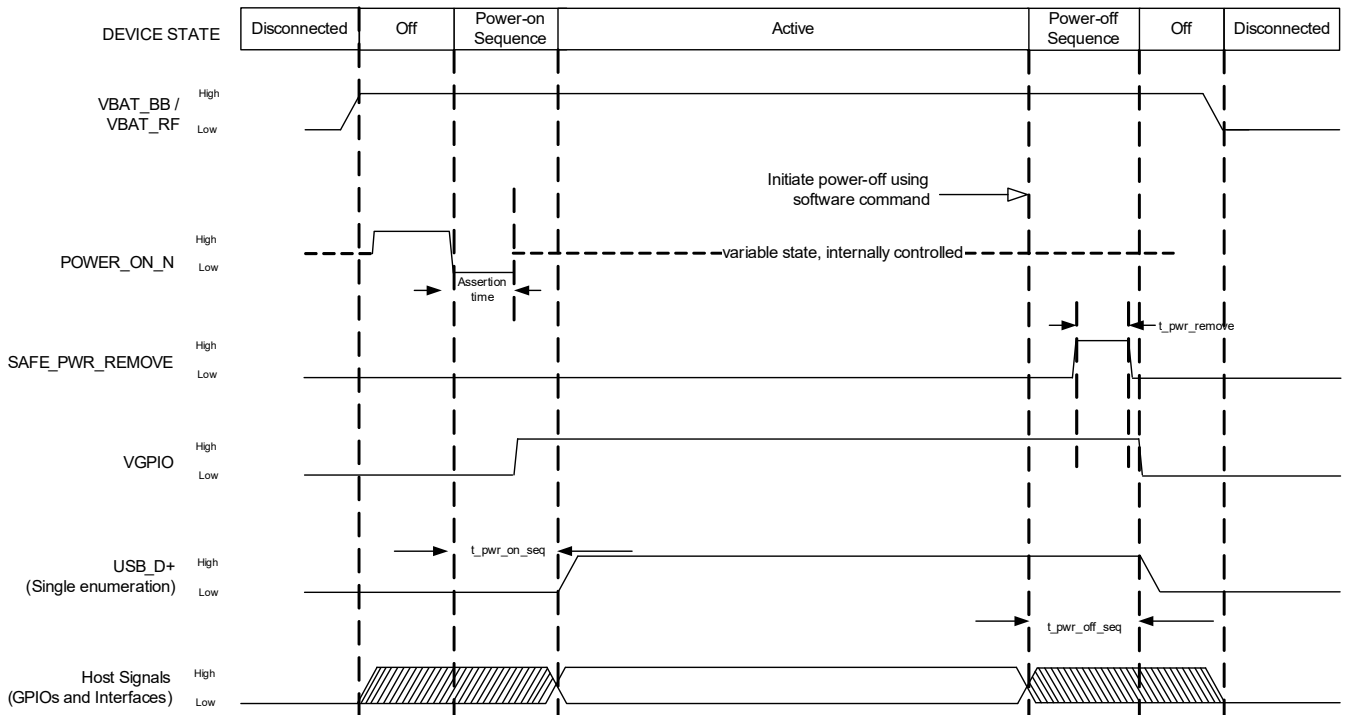 DEVICE STATE
Disconnected
Off
Power-on
Sequence
Active
Power-off
Sequence
Off
Disconnected
VBAT_BB /
VBAT_RF
High
Low
Initiate power-off using
software command
POWER_ON_N
High
Low
variable state, internally controlled
Assertion
time
t_pwr_remove
SAFE_PWR_REMOVE
High
Low
VGPIO
High
Low
t_pwr_on_seq
USB_D+
(Single enumeration)
High
Low
t_pwr_off_seq
Host Signals
(GPIOs and Interfaces)
High
Low